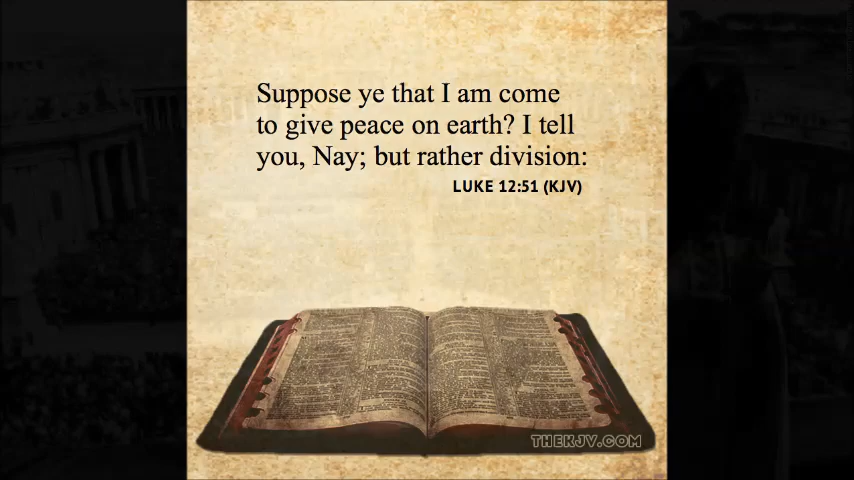 Suppose ye that I am come
to give peace on earth? I tell
you, Nay; but rather division:
LUKE 12:51 (KJV)
THEKJV.COM